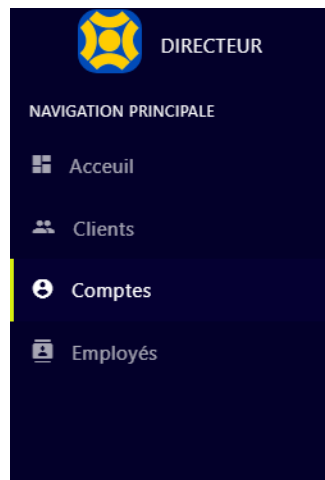 DIRECTEUR
NAVIGATION PRINCIPALE
Acceuil
Clients
Comptes
Employés